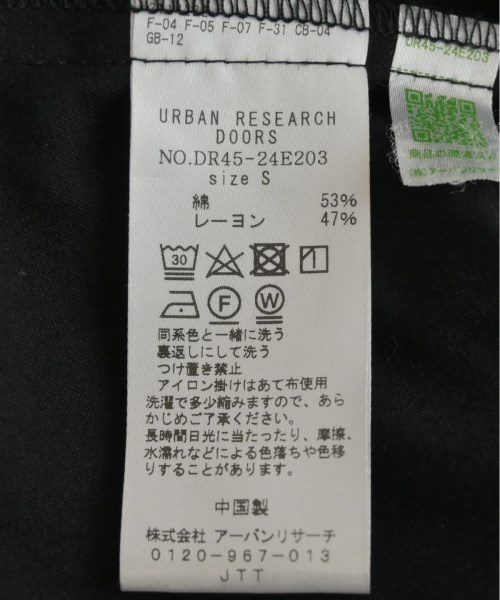 F-04 F-05 F-07 F-31 CB-04
GB-12
URBAN RESEARCH
DOORS
NO.DR45-24E203
size S
綿 53%
レーヨン 47%
30
F
W
同系色と一緒に洗う
裏返しにして洗う
つけ置き禁止
アイロン掛けはあて布使用
洗濯で多少縮みますので、あら
かじめご了承ください。
長時間日光に当たったり、摩擦、
水濡れなどによる色落ちや色移
りすることがあります。
中国製
株式会社 アーバンリサーチ
0120-967-013
JTT
DR45-24E203